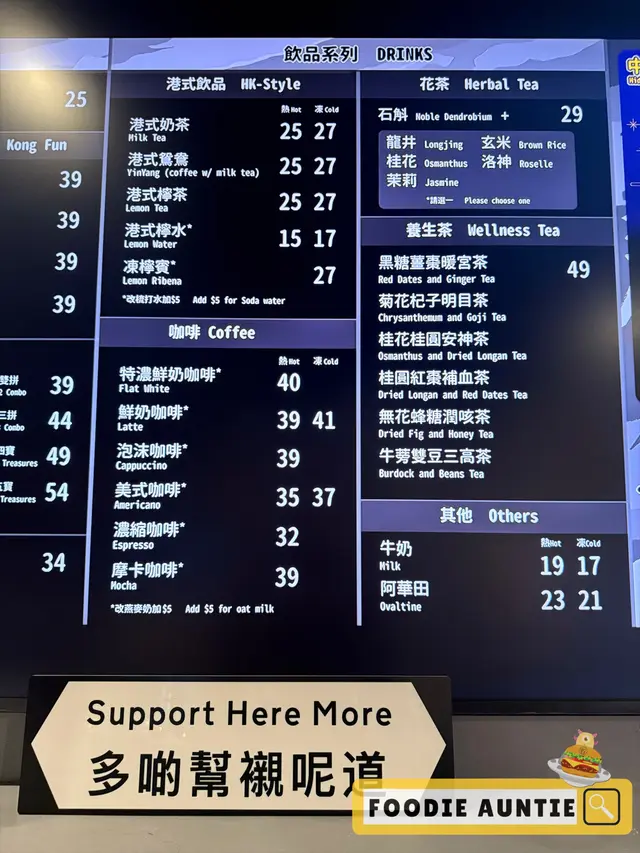 飲品系列 DRINKS
25
Kong Fun
39
39
39
39
雙拼 39
2 Combo
三拼 44
Combo
四寶 49
Treasures
五寶 54
Treasures
34
港式飲品 HK-Style
熱Hot 凍Cold
港式奶茶 25 27
Milk Tea
港式鴛鴦 25 27
YinYang (coffee w/ milk tea)
港式檸茶 25 27
Lemon Tea
港式檸水* 15 17
Lemon Water
凍檸賓* 27
Lemon Ribena
*改梳打水加$5 Add $5 for Soda water
咖啡 Coffee
熱Hot 凍Cold
特濃鮮奶咖啡* 40
Flat White
鮮奶咖啡* 39 41
Latte
泡沫咖啡* 39
Cappuccino
美式咖啡* 35 37
Americano
濃縮咖啡* 32
Espresso
摩卡咖啡* 39
Mocha
*改燕麥奶加$5 Add $5 for oat milk
花茶 Herbal Tea
石斛 Noble Dendrobium + 29
龍井 Longjing 玄米 Brown Rice
桂花 Osmanthus 洛神 Roselle
茉莉 Jasmine
*請選一 Please choose one
養生茶 Wellness Tea
黑糖薑棗暖宮茶 49
Red Dates and Ginger Tea
菊花杞子明目茶
Chrysanthemum and Goji Tea
桂花桂圓安神茶
Osmanthus and Dried Longan Tea
桂圓紅棗補血茶
Dried Longan and Red Dates Tea
無花蜂糖潤咳茶
Dried Fig and Honey Tea
牛蒡雙豆三高茶
Burdock and Beans Tea
其他 Others
熱Hot 凍Cold
牛奶 19 17
Milk
阿華田 23 21
Ovaltine
Support Here More
多啲幫襯呢道
FOODIE AUNTIE